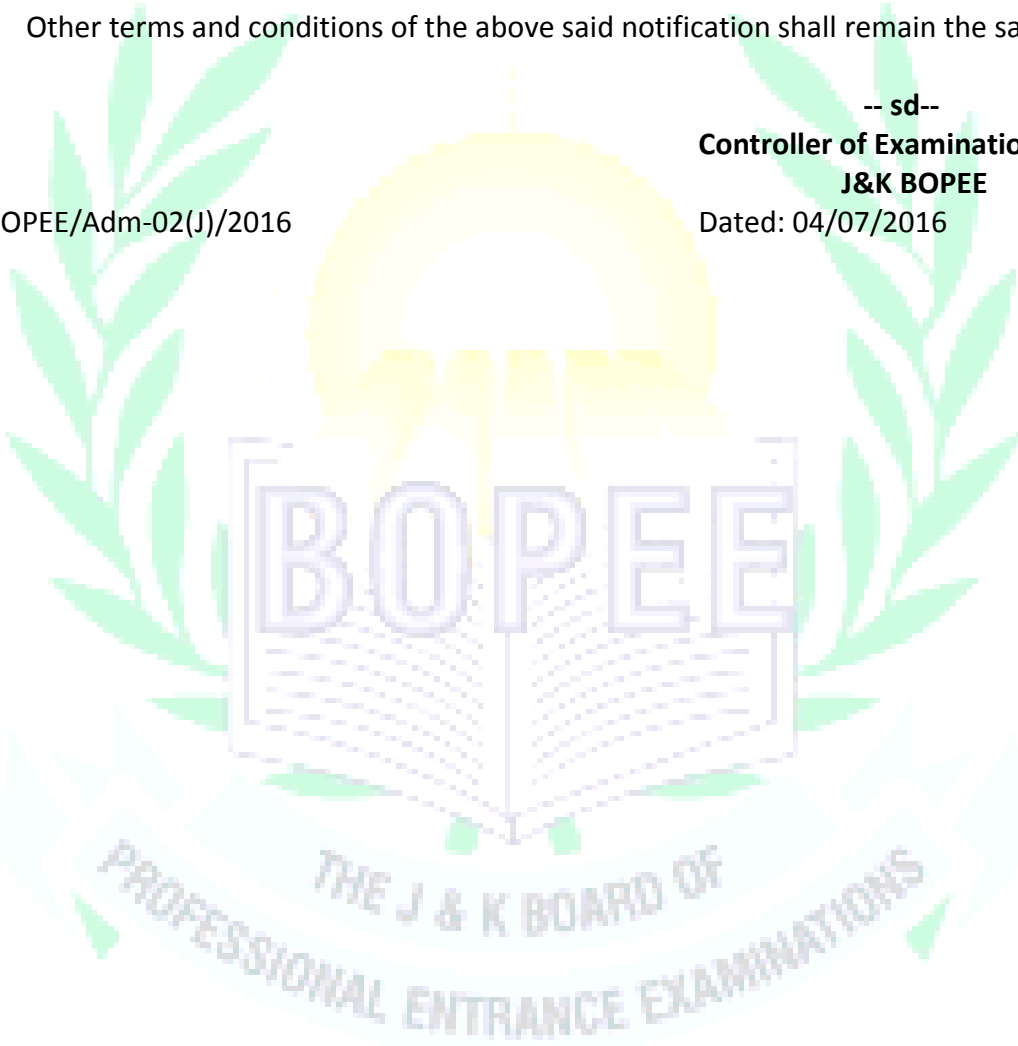 Other terms and conditions of the above said notification shall remain the sa
-- sd--
Controller of Examinatio
J&K BOPEE
OPEE/Adm-02(J)/2016 Dated: 04/07/2016
BOPEE
THE J & K BOARD OF
PROFESSIONAL ENTRANCE EXAMINATIONS